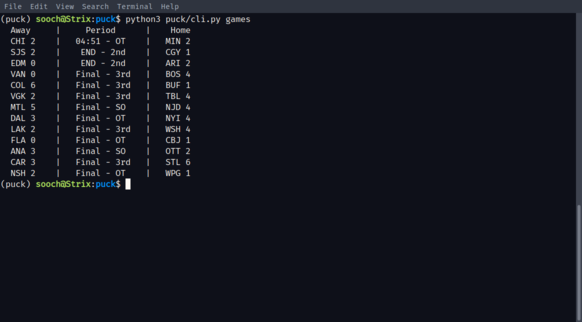 File Edit View Search Terminal Help
(puck) sooch@Strix:puck$ python3 puck/cli.py games
Away | Period | Home
CHI 2 | 04:51 - OT | MIN 2
SJS 2 | END - 2nd | CGY 1
EDM 0 | END - 2nd | ARI 2
VAN 0 | Final - 3rd | BOS 4
COL 6 | Final - 3rd | BUF 1
VGK 2 | Final - 3rd | TBL 4
MTL 5 | Final - SO | NJD 4
DAL 3 | Final - OT | NYI 4
LAK 2 | Final - 3rd | WSH 4
FLA 0 | Final - OT | CBJ 1
ANA 3 | Final - SO | OTT 2
CAR 3 | Final - 3rd | STL 6
NSH 2 | Final - OT | WPG 1
(puck) sooch@Strix:puck$